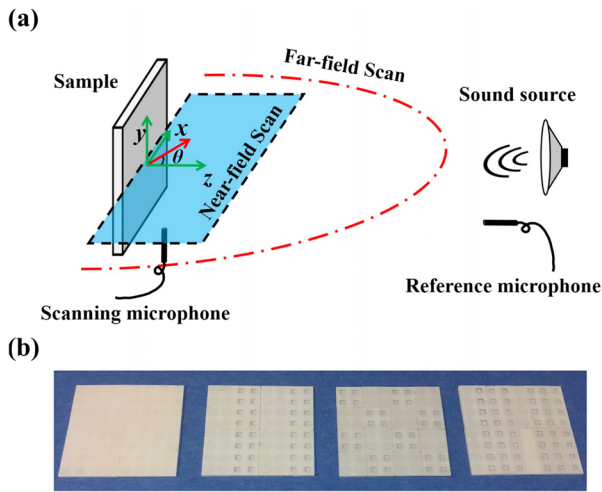 (a)
Far-field Scan
Sample
Sound source
y
x
θ
z
Near-field Scan
Scanning microphone
Reference microphone
(b)